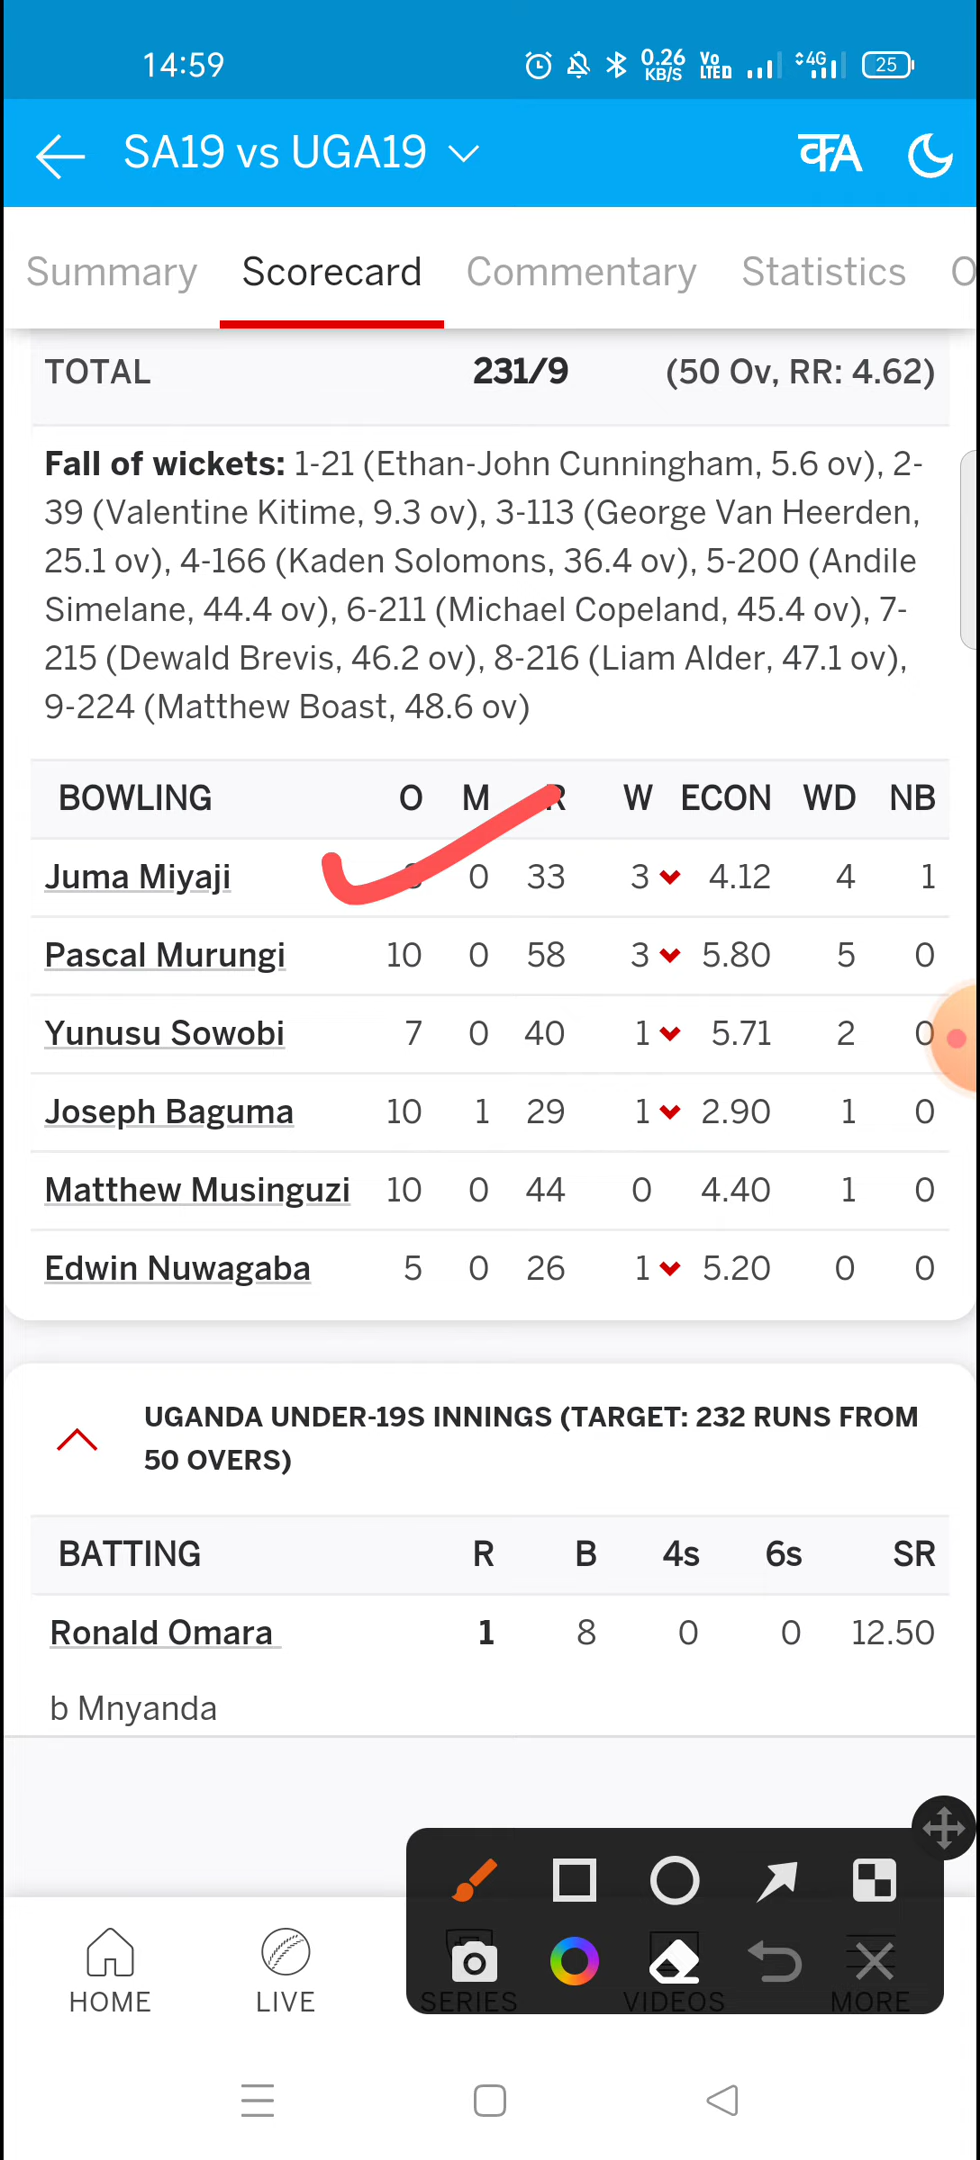 14:59 0.26 KB/S Vo LTE 4G 25
SA19 vs UGA19
Summary Scorecard Commentary Statistics O
TOTAL 231/9 (50 Ov, RR: 4.62)
Fall of wickets: 1-21 (Ethan-John Cunningham, 5.6 ov), 2-
39 (Valentine Kitime, 9.3 ov), 3-113 (George Van Heerden,
25.1 ov), 4-166 (Kaden Solomons, 36.4 ov), 5-200 (Andile
Simelane, 44.4 ov), 6-211 (Michael Copeland, 45.4 ov), 7-
215 (Dewald Brevis, 46.2 ov), 8-216 (Liam Alder, 47.1 ov),
9-224 (Matthew Boast, 48.6 ov)
BOWLING O M R W ECON WD NB
Juma Miyaji 0 33 3 4.12 4 1
Pascal Murungi 10 0 58 3 5.80 5 0
Yunusu Sowobi 7 0 40 1 5.71 2 0
Joseph Baguma 10 1 29 1 2.90 1 0
Matthew Musinguzi 10 0 44 0 4.40 1 0
Edwin Nuwagaba 5 0 26 1 5.20 0 0
UGANDA UNDER-19S INNINGS (TARGET: 232 RUNS FROM
50 OVERS)
BATTING R B 4s 6s SR
Ronald Omara 1 8 0 0 12.50
b Mnyanda
HOME LIVE SERIES VIDEOS MORE